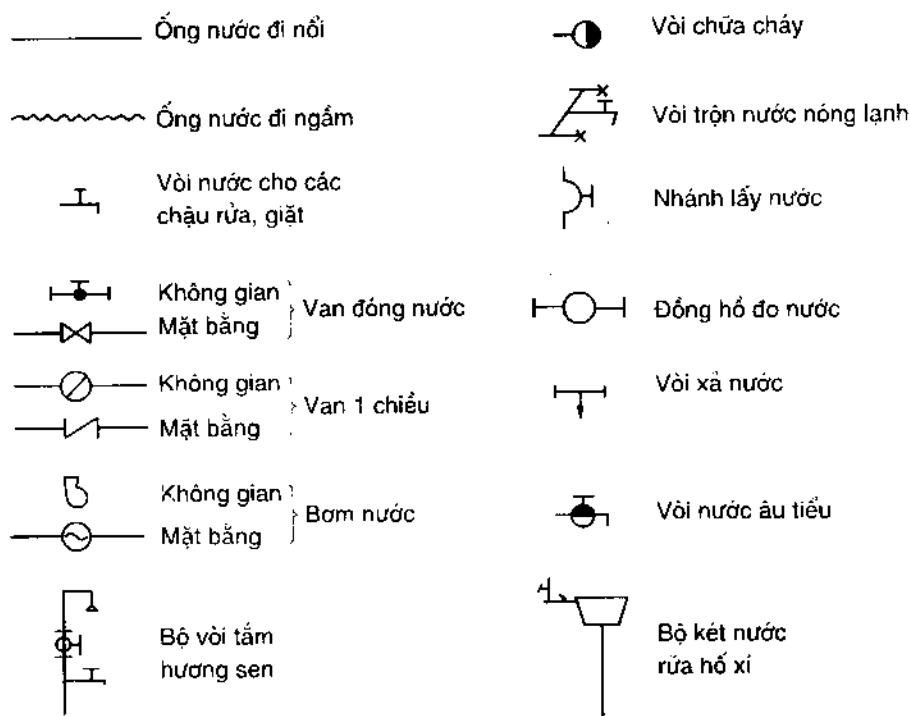 Ống nước đi nổi
Ống nước đi ngầm
Vòi nước cho các
chậu rửa, giặt
Không gian
Mặt bằng
Van đóng nước
Không gian
Mặt bằng
Van 1 chiều
Không gian
Mặt bằng
Bơm nước
Bộ vòi tắm
hương sen
Vòi chữa cháy
Vòi trộn nước nóng lạnh
Nhánh lấy nước
Đồng hồ đo nước
Vòi xả nước
Vòi nước âu tiểu
Bộ két nước
rửa hố xí